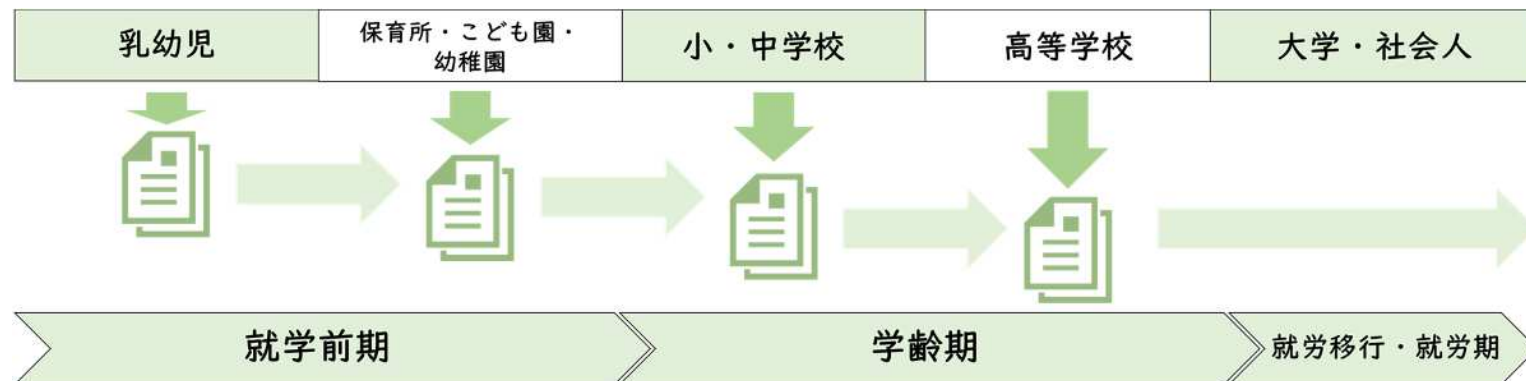 乳幼児
保育所・こども園・
幼稚園
小・中学校
高等学校
大学・社会人
就学前期
学齢期
就労移行・就労期